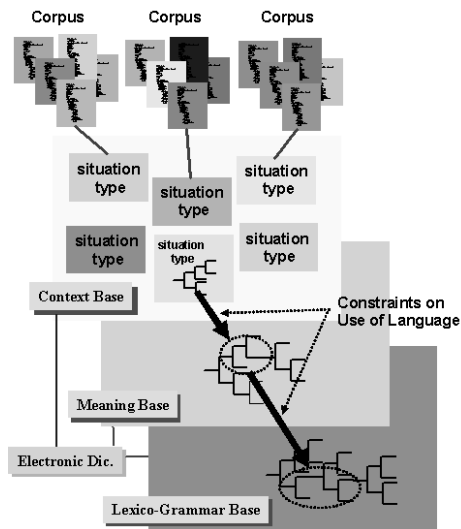 Corpus
Corpus
Corpus
situation
type
situation
type
situation
type
situation
type
situation
type
situation
type
Context Base
Constraints on
Use of Language
Meaning Base
Electronic Dic.
Lexico-Grammar Base